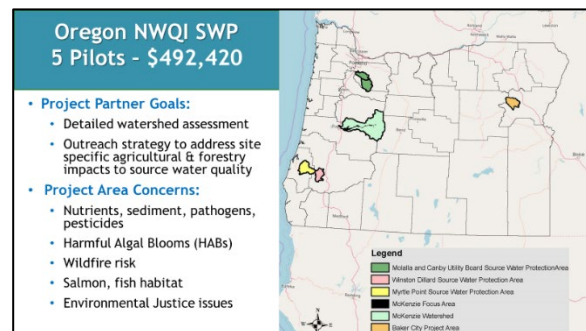 Oregon NWQI SWP
5 Pilots - $492,420
• Project Partner Goals:
• Detailed watershed assessment
• Outreach strategy to address site
specific agricultural & forestry
impacts to source water quality
• Project Area Concerns:
• Nutrients, sediment, pathogens,
pesticides
• Harmful Algal Blooms (HABs)
• Wildfire risk
• Salmon, fish habitat
• Environmental Justice issues
Medford
Legend
Molalla and Canby Utility Board Source Water ProtectionArea
Winston Dillard Source Water Protection Area
Myrtle Point Source Water Protection Area
McKenzie Focus Area
McKenzie Watershed
Baker City Project Area